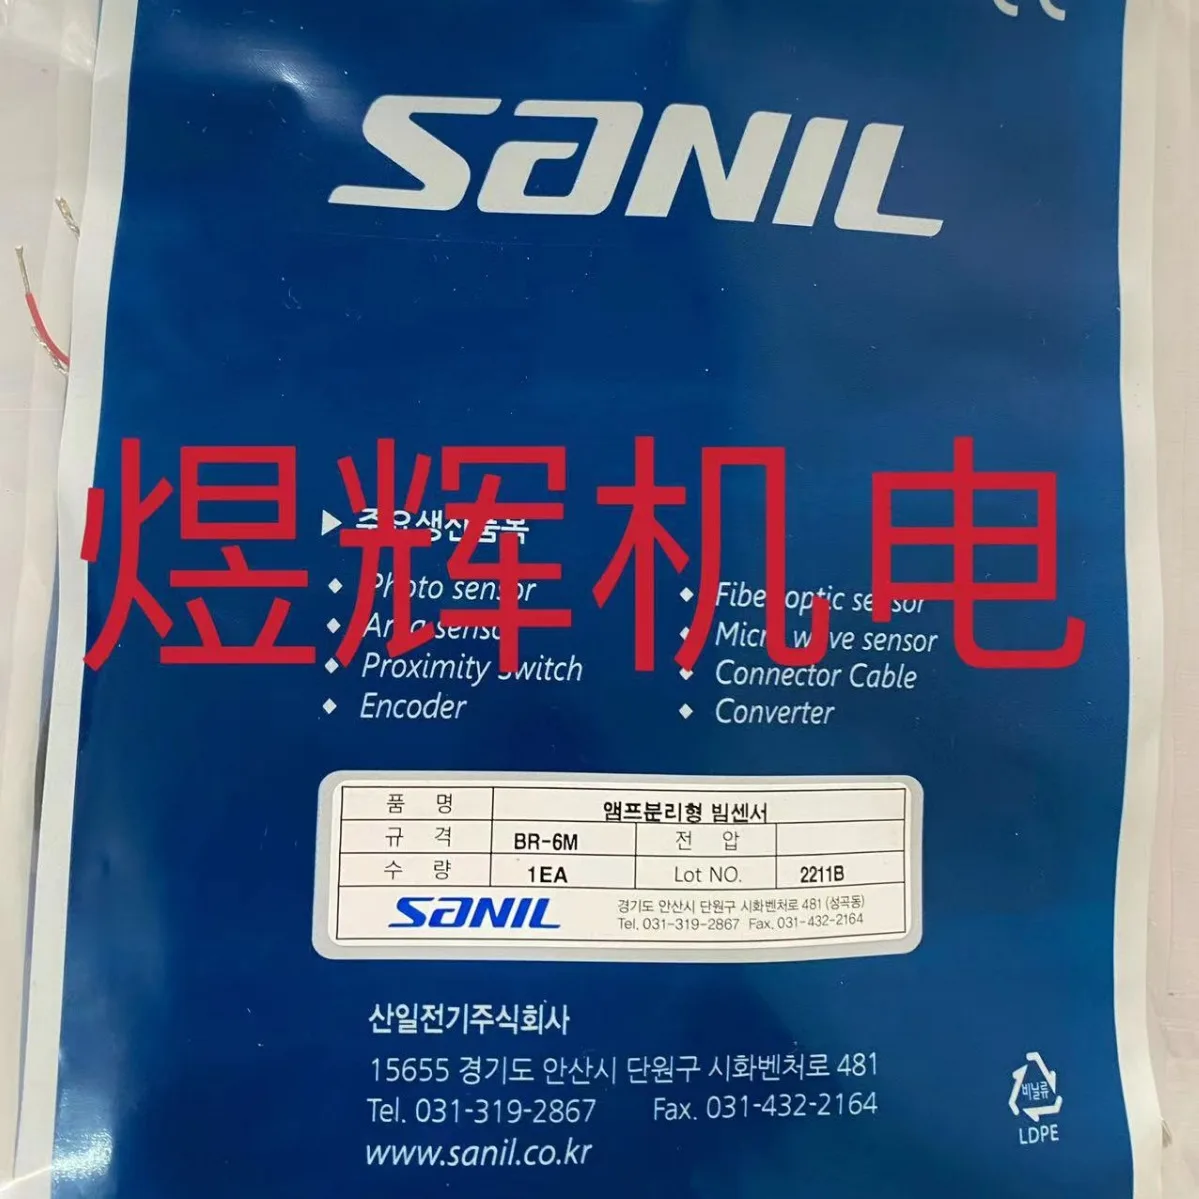 SANIL
煜辉机电
▶ 주요생산품목
◆ Photo sensor
◆ Area sensor
◆ Proximity Switch
◆ Encoder
◆ Fiber optic sensor
◆ Micro wave sensor
◆ Connector Cable
◆ Converter
품 명 앰프분리형 빔센서
규 격 BR-6M 전 압
수 량 1EA Lot NO. 2211B
SANIL
경기도 안산시 단원구 시화벤처로 481 (성곡동)
Tel. 031-319-2867 Fax. 031-432-2164
산일전기주식회사
15655 경기도 안산시 단원구 시화벤처로 481
Tel. 031-319-2867 Fax. 031-432-2164
www.sanil.co.kr
비닐류
LDPE